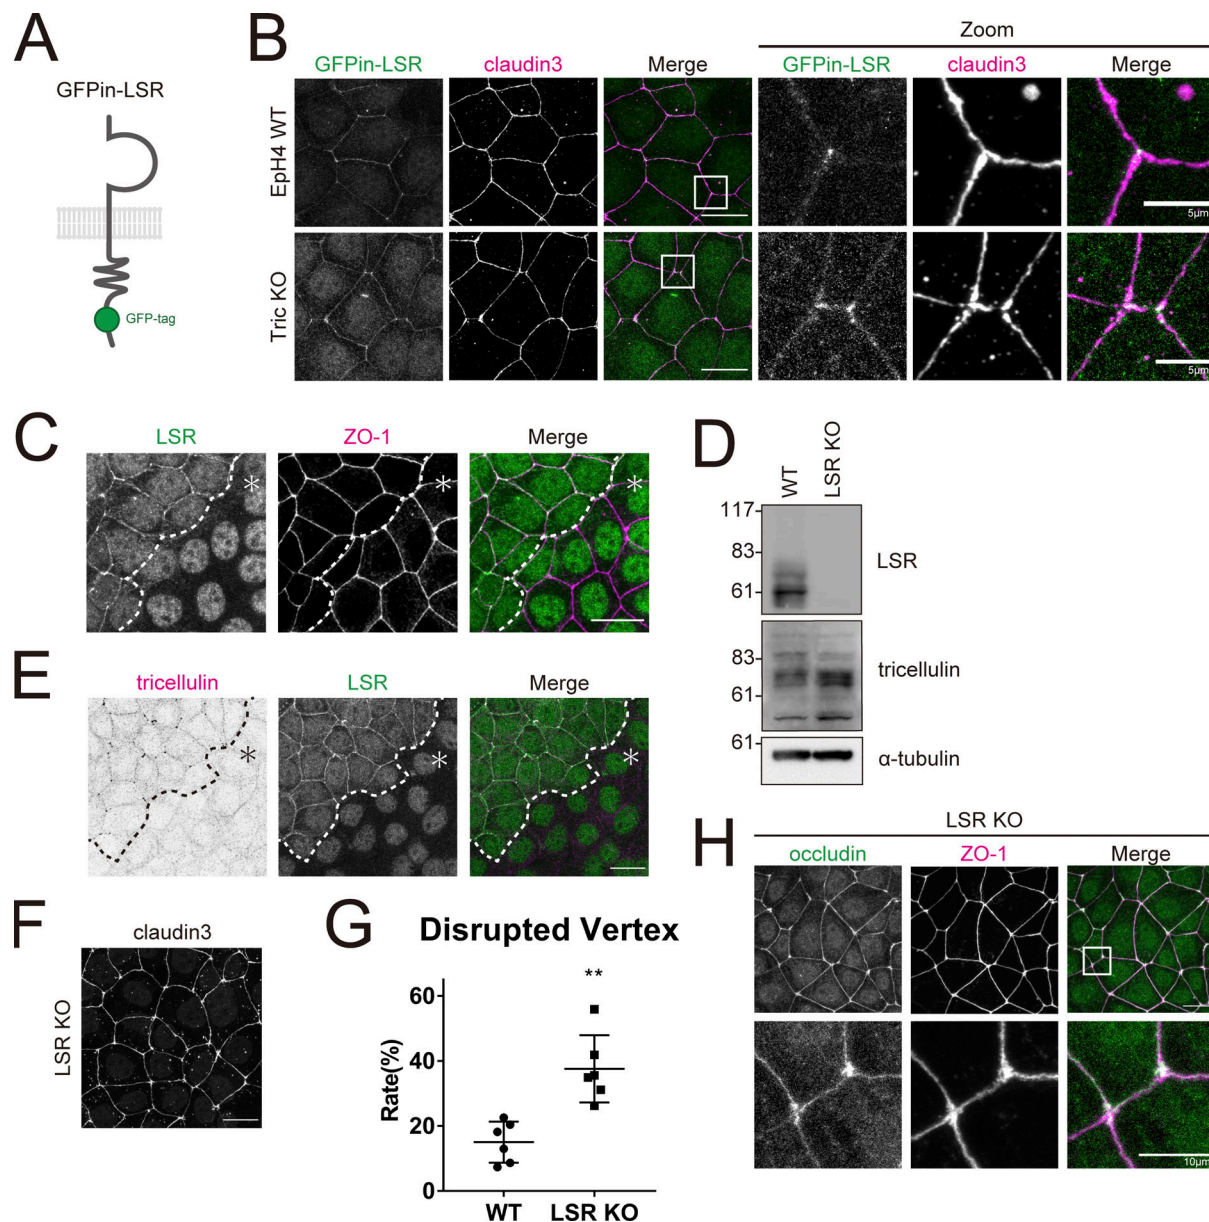 A
GFPin-LSR
GFP-tag
B
Zoom
GFPin-LSR claudin3 Merge GFPin-LSR claudin3 Merge
EpH4 WT
5μm
Tric KO
5μm
C
LSR ZO-1 Merge
*
*
*
D
WT LSR KO
117
83
61
LSR
83
61
tricellulin
61
α-tubulin
E
tricellulin LSR Merge
*
*
*
F
claudin3
LSR KO
G
Disrupted Vertex
**
Rate(%)
60
40
20
0
WT LSR KO
H
LSR KO
occludin ZO-1 Merge
10μm